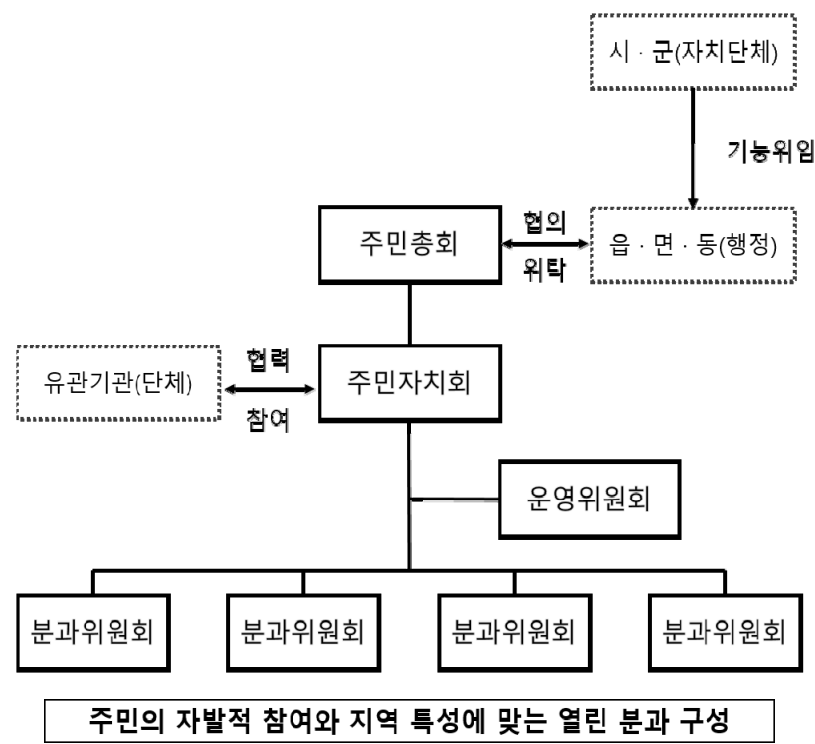 시 · 군(자치단체)
기능위임
주민총회
협의
위탁
읍 · 면 · 동(행정)
유관기관(단체)
협력
참여
주민자치회
운영위원회
분과위원회
분과위원회
분과위원회
분과위원회
주민의 자발적 참여와 지역 특성에 맞는 열린 분과 구성